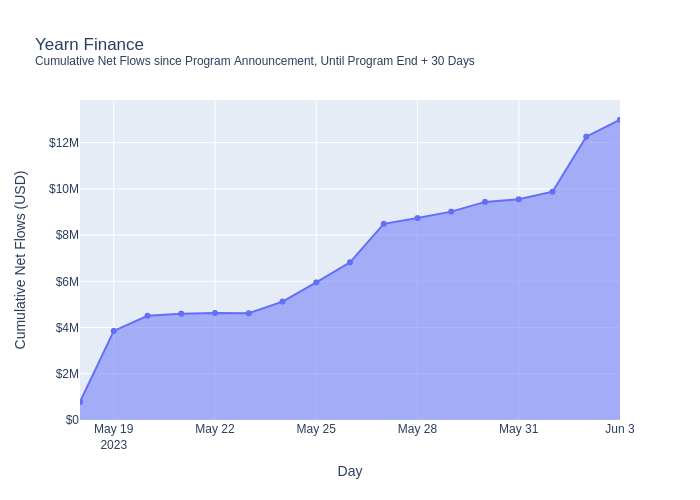 Yearn Finance
Cumulative Net Flows since Program Announcement, Until Program End + 30 Days
Cumulative Net Flows (USD)
$12M
$10M
$8M
$6M
$4M
$2M
$0
May 19 May 22 May 25 May 28 May 31 Jun 3
2023
Day